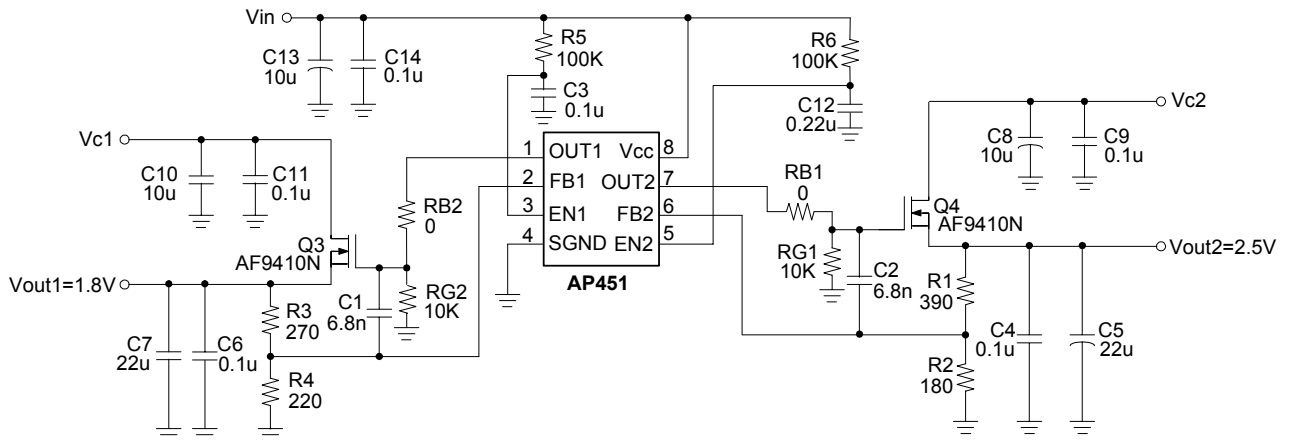 Vin
C13
10u
C14
0.1u
R5
100K
C3
0.1u
R6
100K
C12
0.22u
Vc2
C8
10u
C9
0.1u
Vc1
C10
10u
C11
0.1u
1 OUT1 Vcc 8
2 FB1 OUT2 7
3 EN1 FB2 6
4 SGND EN2 5
AP451
RB2
0
RB1
0
Q3
AF9410N
Q4
AF9410N
RG2
10K
RG1
10K
C1
6.8n
C2
6.8n
Vout1=1.8V
Vout2=2.5V
C7
22u
C6
0.1u
R3
270
R4
220
R1
390
R2
180
C4
0.1u
C5
22u